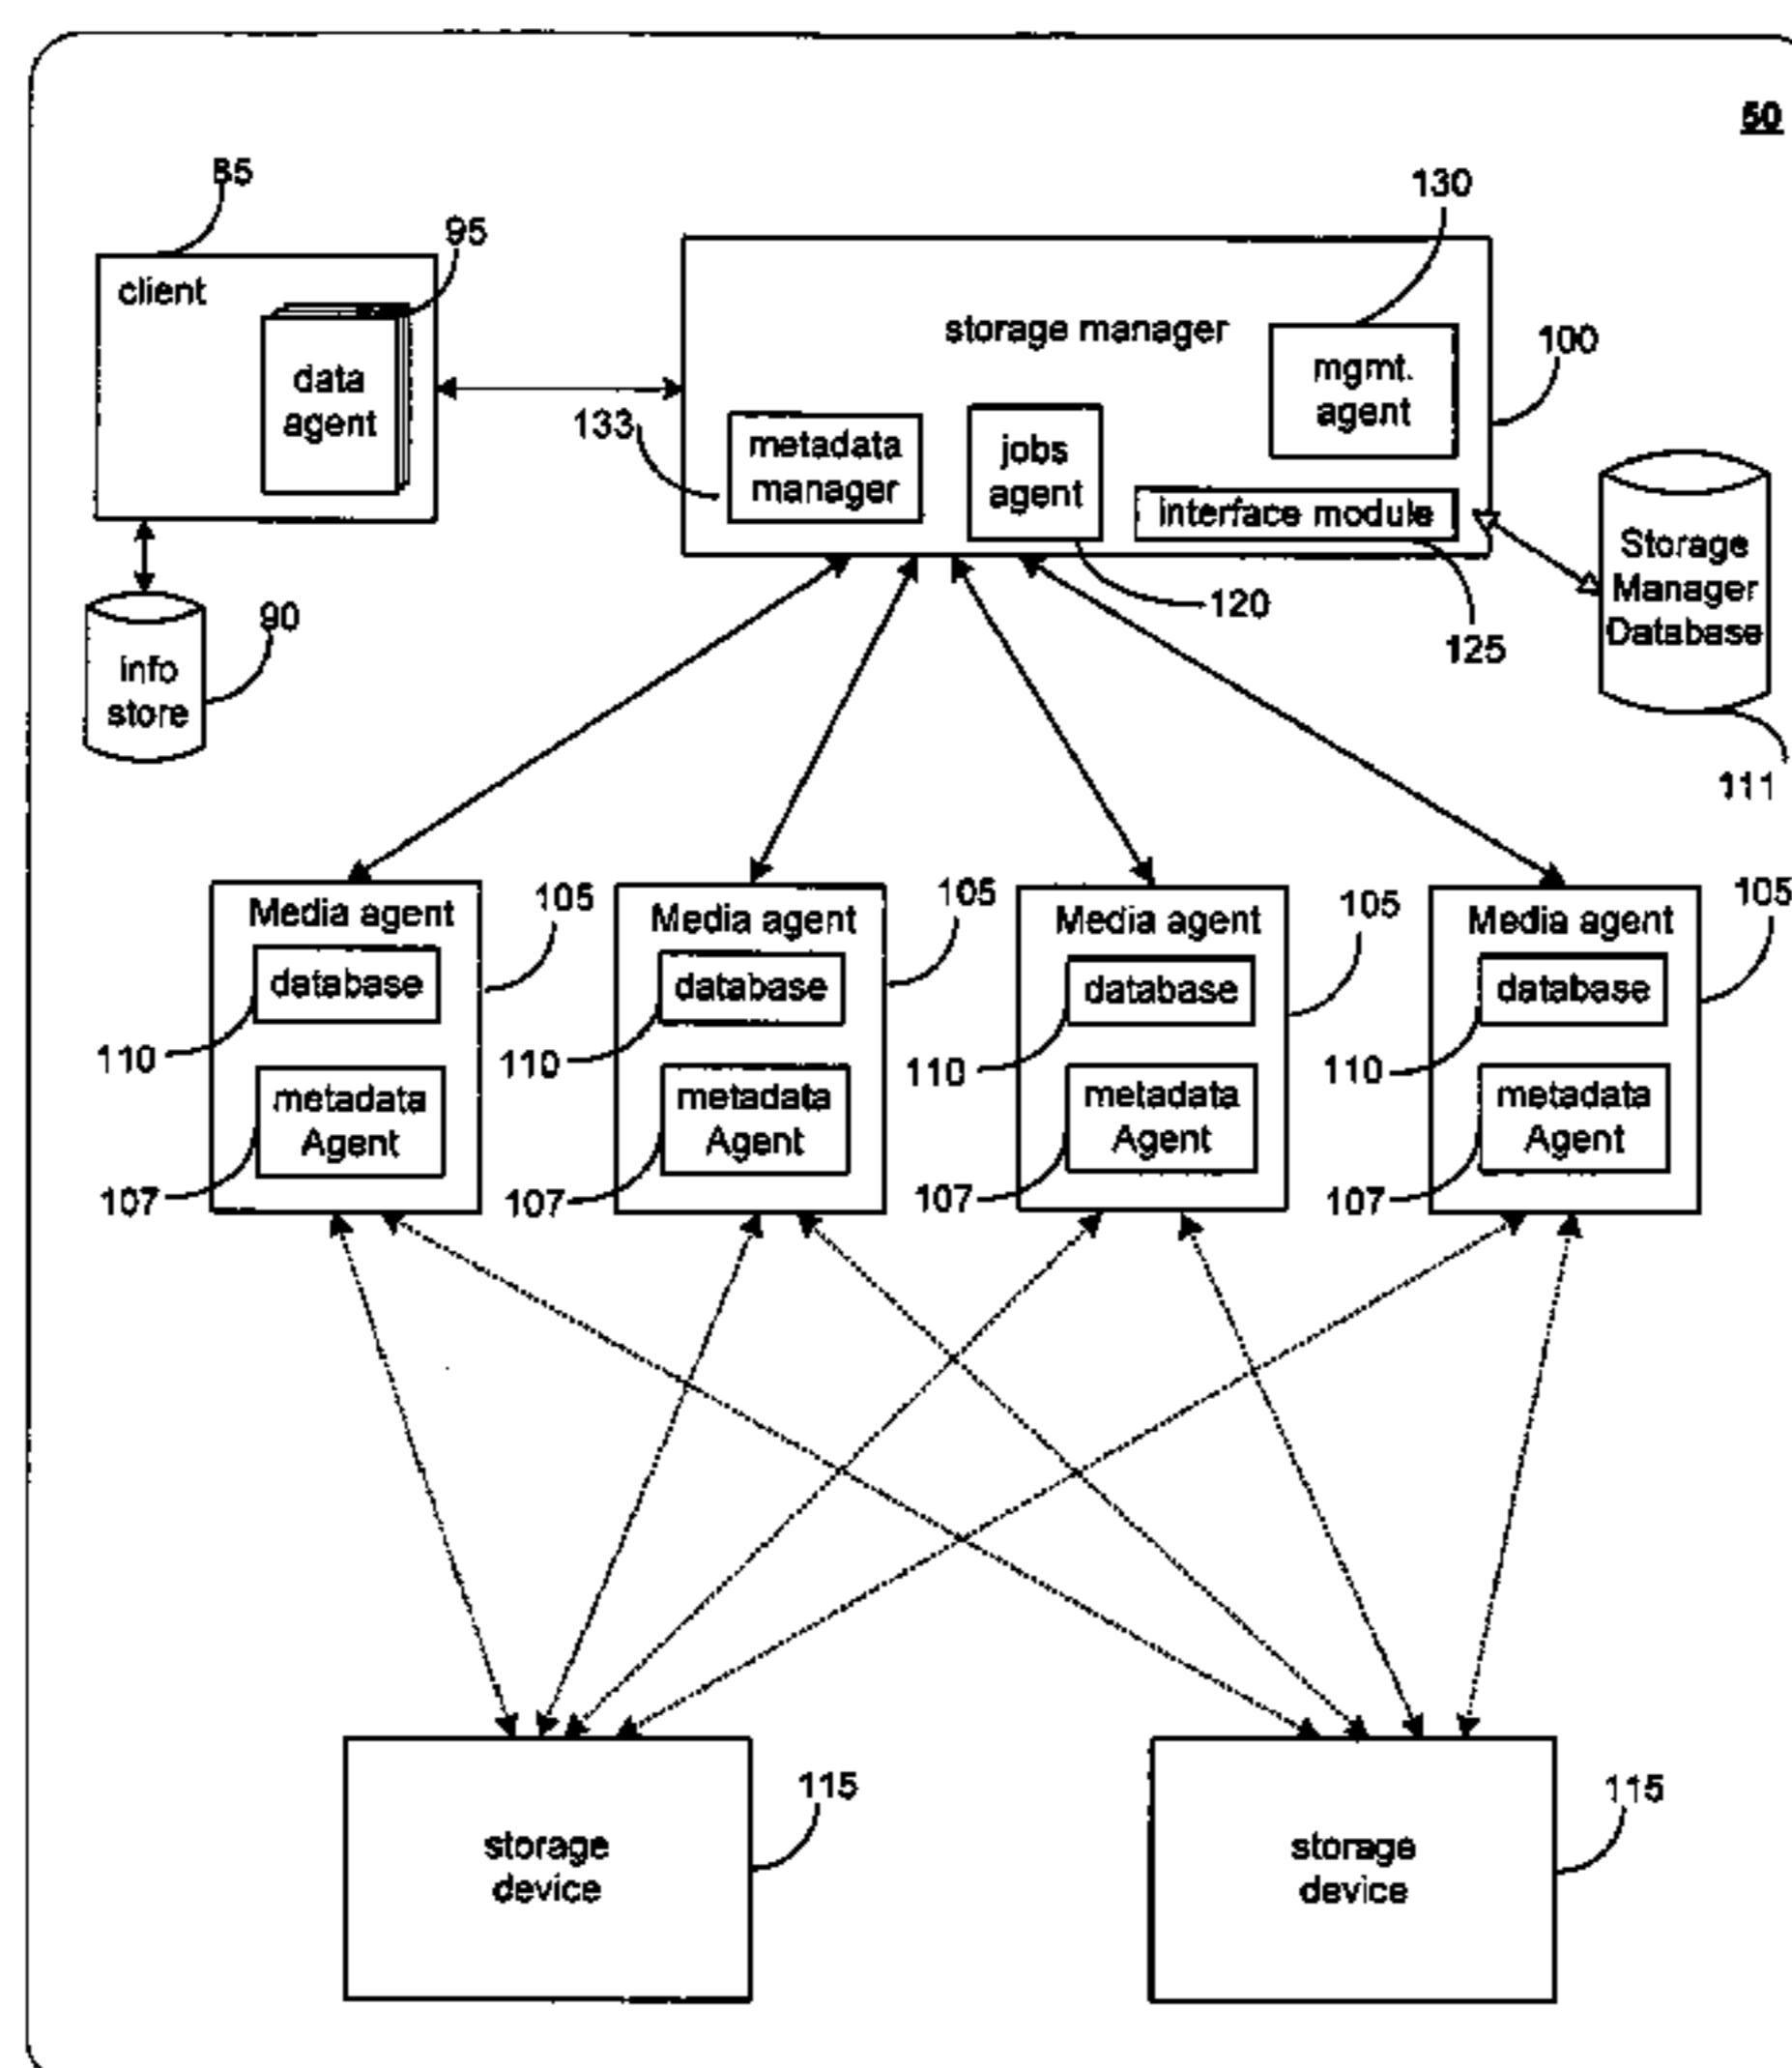 50
85
95
130
client
storage manager
100
data
agent
mgmt.
agent
133
metadata
manager
jobs
agent
interface module
Storage
Manager
Database
120
125
90
info
store
111
Media agent
105
Media agent
105
Media agent
105
Media agent
105
database
database
database
database
110
110
110
110
metadata
Agent
metadata
Agent
metadata
Agent
metadata
Agent
107
107
107
107
115
115
storage
device
storage
device